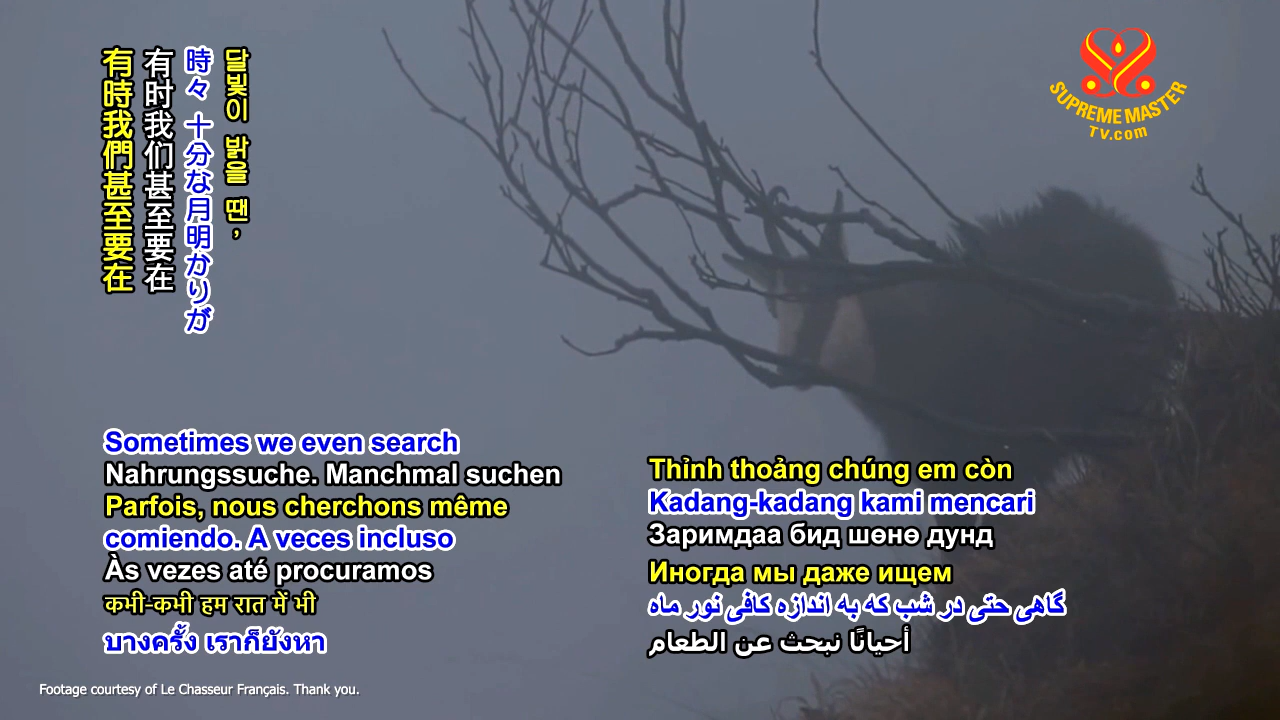 有時我們甚至要在
有时我们甚至要在
時々 十分な月明かりが
달빛이 밝을 땐,
SUPREME MASTER
TV.com
Sometimes we even search
Nahrungssuche. Manchmal suchen
Parfois, nous cherchons même
comiendo. A veces incluso
Às vezes até procuramos
कभी-कभी हम रात में भी
บางครั้ง เราก็ยังหา
Thỉnh thoảng chúng em còn
Kadang-kadang kami mencari
Заримдаа бид шөнө дунд
Иногда мы даже ищем
گاهی حتی در شب که به اندازه کافی نور ماه
أحيانًا نبحث عن الطعام
Footage courtesy of Le Chasseur Français. Thank you.